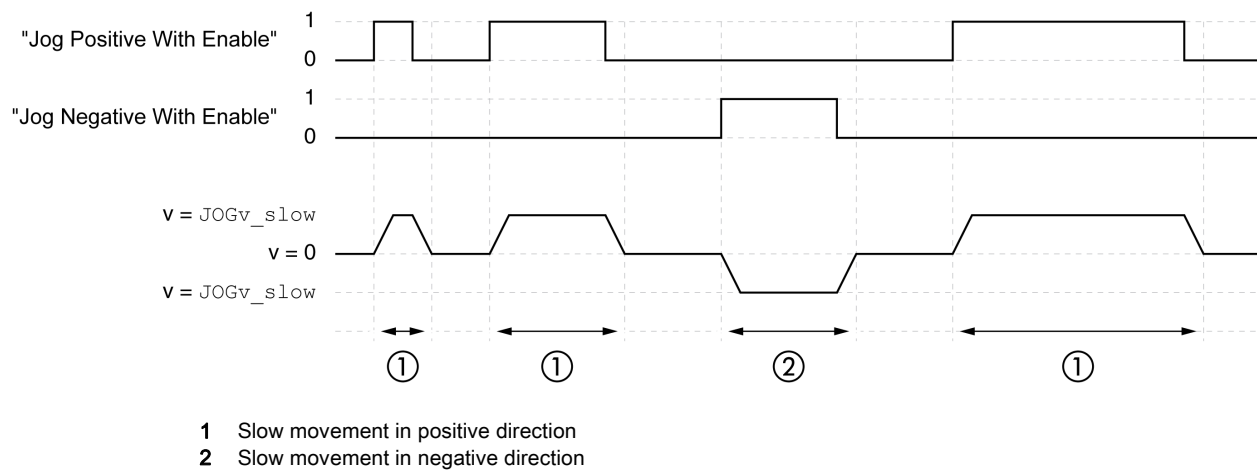 "Jog Positive With Enable"
1
0
"Jog Negative With Enable"
1
0
v = JOGv_slow
v = 0
v = JOGv_slow
① ① ② ①
1 Slow movement in positive direction
2 Slow movement in negative direction